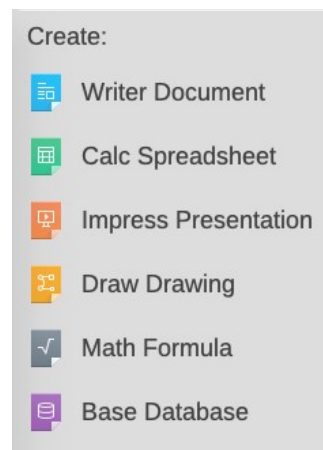 Create:
Writer Document
Calc Spreadsheet
Impress Presentation
Draw Drawing
Math Formula
Base Database